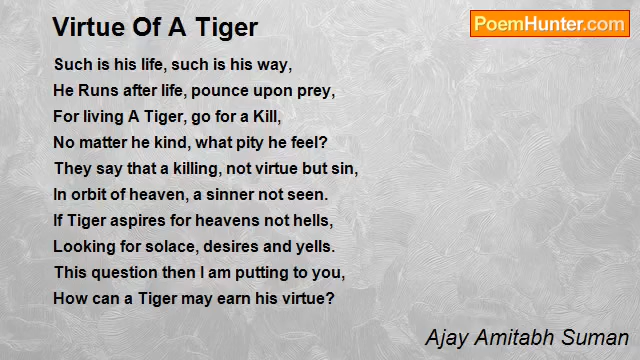 Virtue Of A Tiger
PoemHunter.com
Such is his life, such is his way,
He Runs after life, pounce upon prey,
For living A Tiger, go for a Kill,
No matter he kind, what pity he feel?
They say that a killing, not virtue but sin,
In orbit of heaven, a sinner not seen.
If Tiger aspires for heavens not hells,
Looking for solace, desires and yells.
This question then I am putting to you,
How can a Tiger may earn his virtue?
Ajay Amitabh Suman